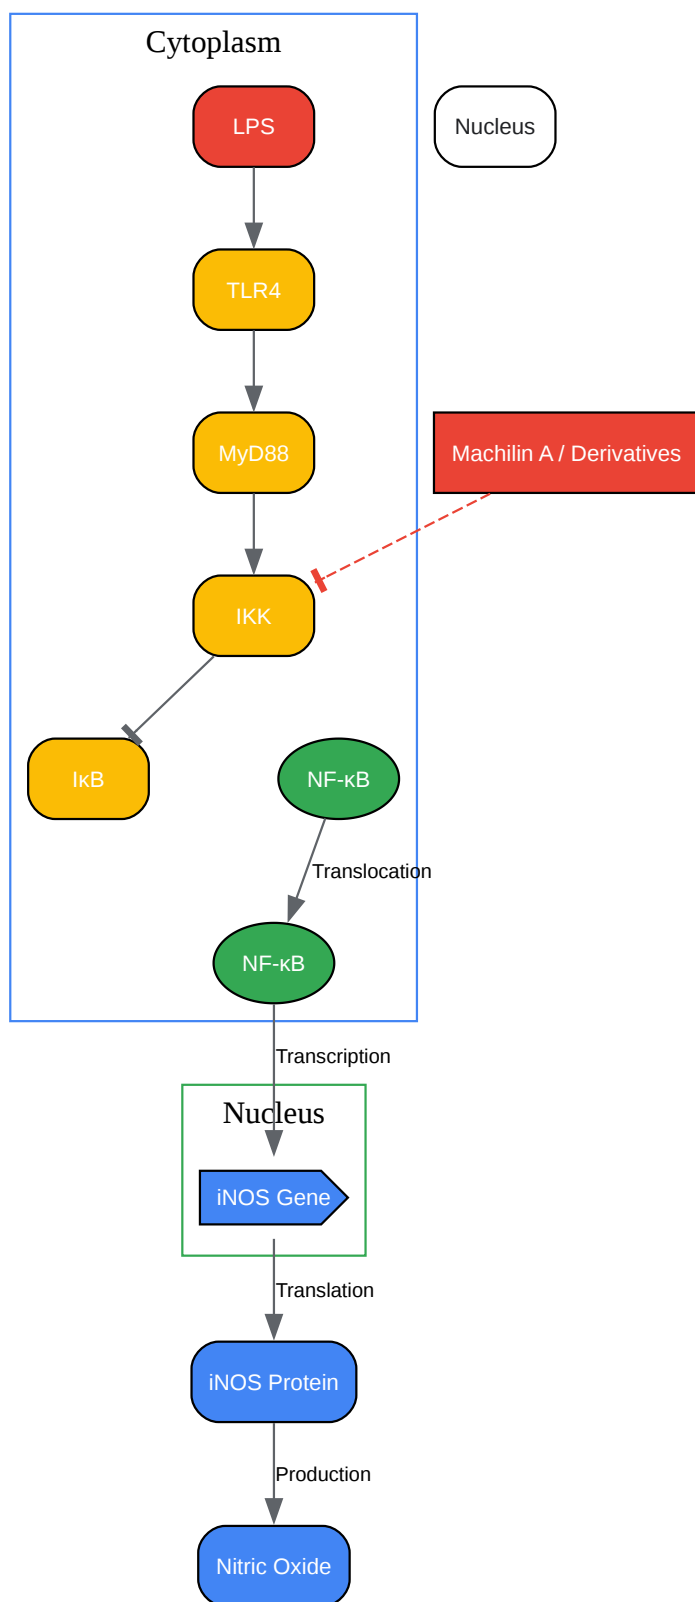 Cytoplasm
LPS
Nucleus
TLR4
MyD88
Machilin A / Derivatives
IKK
IκB
NF-κB
Translocation
NF-κB
Transcription
Nucleus
iNOS Gene
Translation
iNOS Protein
Production
Nitric Oxide